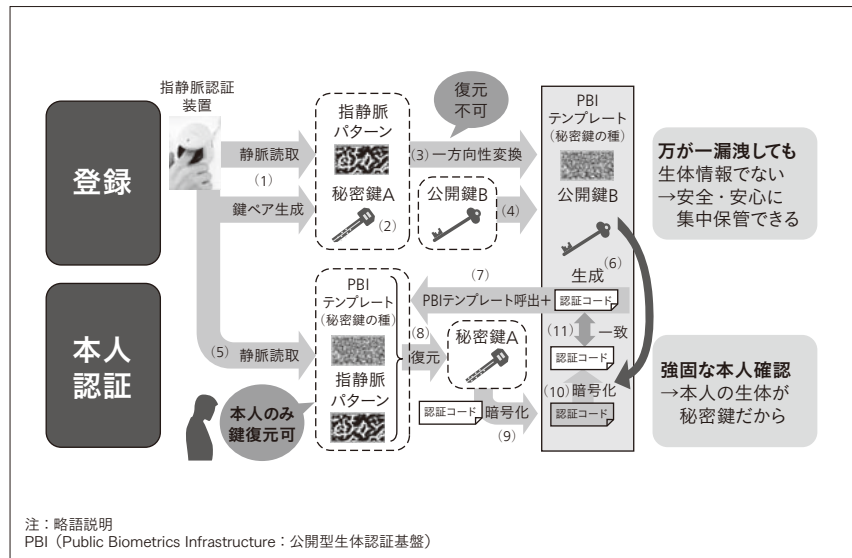 登録
指静脈認証
装置
静脈読取
(1)
鍵ペア生成
指静脈
パターン
秘密鍵A
(2)
復元
不可
(3)一方向性変換
公開鍵B
(4)
PBI
テンプレート
(秘密鍵の種)
公開鍵B
(6)
生成
認証コード
万が一漏洩しても
生体情報でない
→安全・安心に
集中保管できる
本人
認証
(5)
静脈読取
本人のみ
鍵復元可
PBI
テンプレート
(秘密鍵の種)
指静脈
パターン
(7)
PBIテンプレート呼出+
(8)
復元
秘密鍵A
認証コード
暗号化
(9)
(11)
一致
認証コード
(10)暗号化
認証コード
強固な本人確認
→本人の生体が
秘密鍵だから
注：略語説明
PBI（Public Biometrics Infrastructure：公開型生体認証基盤）